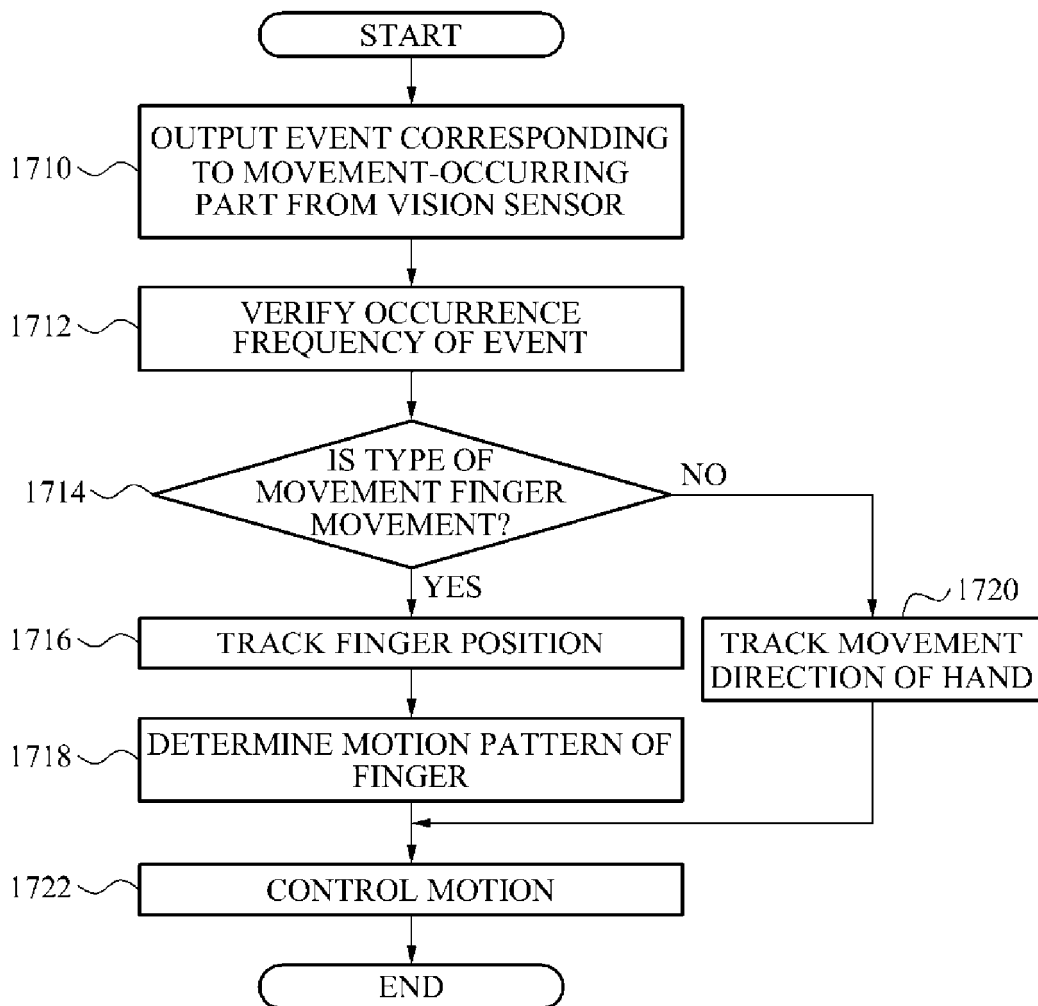 START
1710
OUTPUT EVENT CORRESPONDING
TO MOVEMENT-OCCURRING
PART FROM VISION SENSOR
1712
VERIFY OCCURRENCE
FREQUENCY OF EVENT
1714
IS TYPE OF
MOVEMENT FINGER
MOVEMENT?
NO
YES
1716
TRACK FINGER POSITION
1720
TRACK MOVEMENT
DIRECTION OF HAND
1718
DETERMINE MOTION PATTERN OF
FINGER
1722
CONTROL MOTION
END